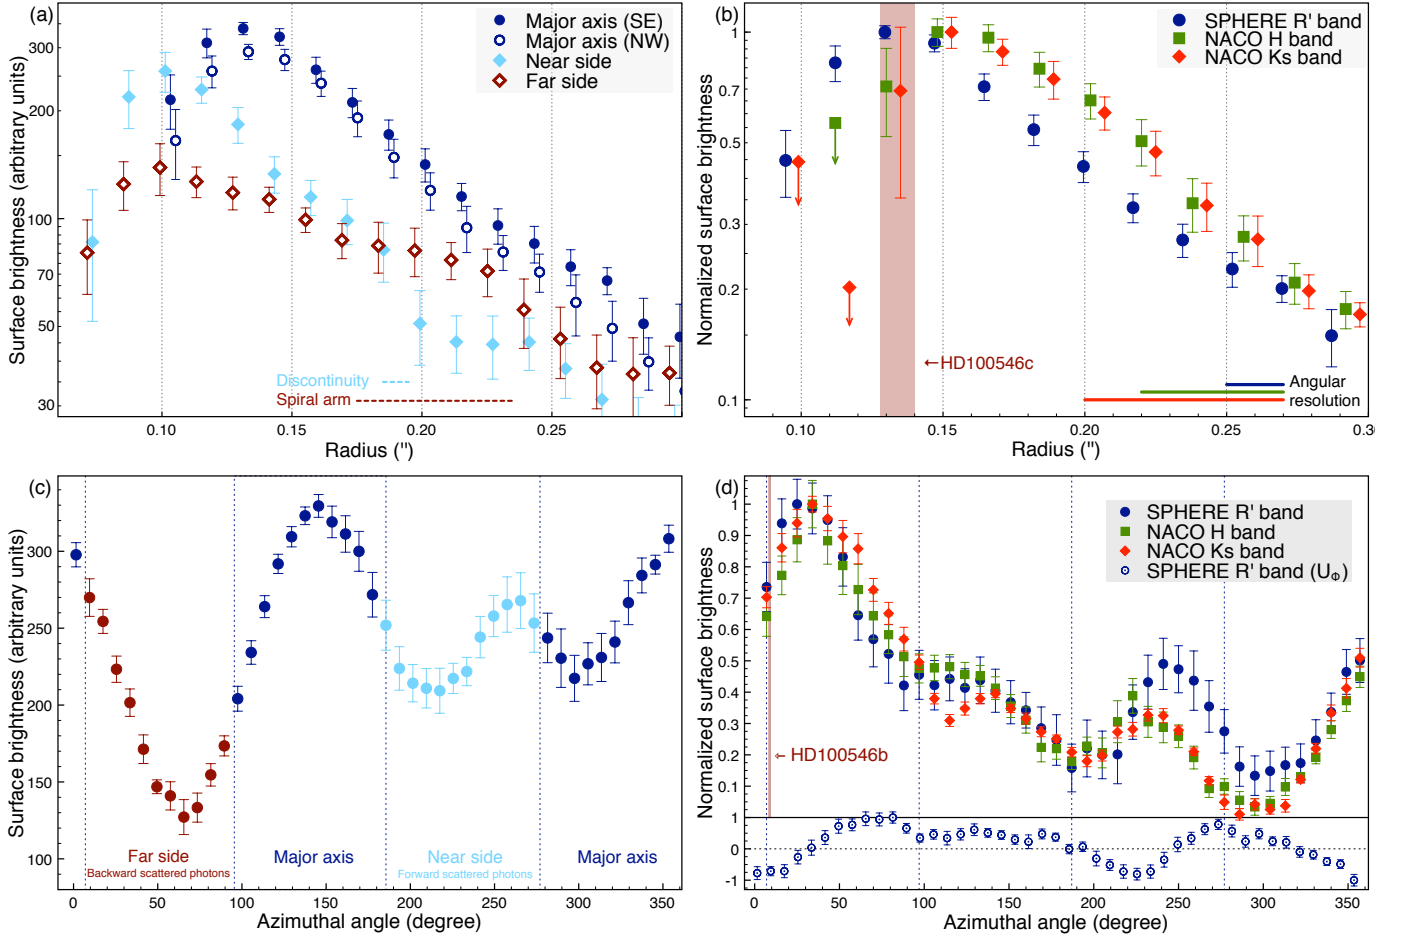 (a)
Major axis (SE)
Major axis (NW)
Near side
Far side
Surface brightness (arbitrary units)
300
200
100
70
50
30
Discontinuity
Spiral arm
0.10
0.15
0.20
0.25
Radius (")
(b)
SPHERE R' band
NACO H band
NACO Ks band
Normalized surface brightness
1
0.7
0.5
0.3
0.2
0.1
←HD100546c
Angular
resolution
0.10
0.15
0.20
0.25
0.3
Radius (")
(c)
Surface brightness (arbitrary units)
300
250
200
150
100
Far side
Backward scattered photons
Major axis
Near side
Forward scattered photons
Major axis
0
50
100
150
200
250
300
350
Azimuthal angle (degree)
(d)
SPHERE R' band
NACO H band
NACO Ks band
SPHERE R' band (UΦ)
Normalized surface brightness
1
0.9
0.8
0.7
0.6
0.5
0.4
0.3
0.2
0.1
1
0
-1
← HD100546b
0
50
100
150
200
250
300
350
Azimuthal angle (degree)